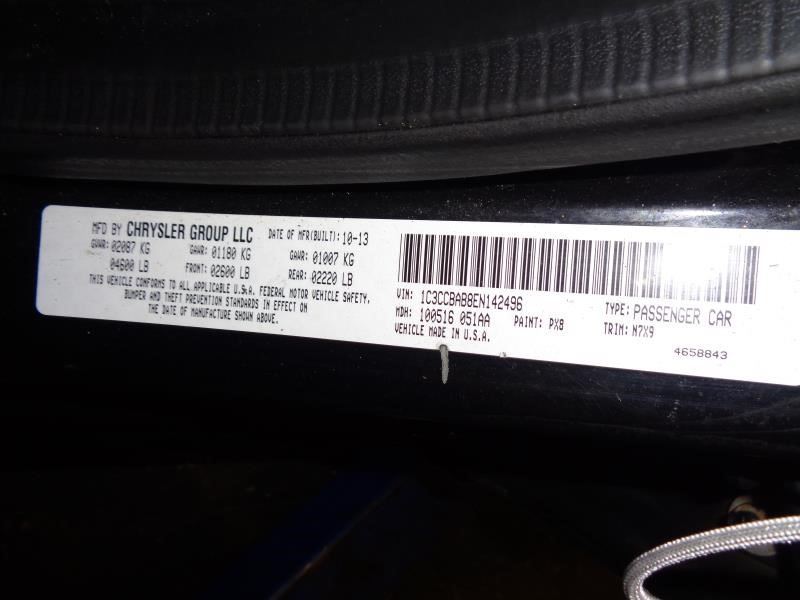 MFD BY CHRYSLER GROUP LLC DATE OF MFR(BUILT): 10-13
GVWR: 02087 KG GAWR: 01180 KG GAWR: 01007 KG
04600 LB FRONT: 02600 LB REAR: 02220 LB
THIS VEHICLE CONFORMS TO ALL APPLICABLE U.S.A. FEDERAL MOTOR VEHICLE SAFETY,
BUMPER AND THEFT PREVENTION STANDARDS IN EFFECT ON
THE DATE OF MANUFACTURE SHOWN ABOVE.
VIN: 1C3CCBAB8EN142496 TYPE: PASSENGER CAR
MDH: 100516 051AA PAINT: PX8 TRIM: N7X9
VEHICLE MADE IN U.S.A.
4658843